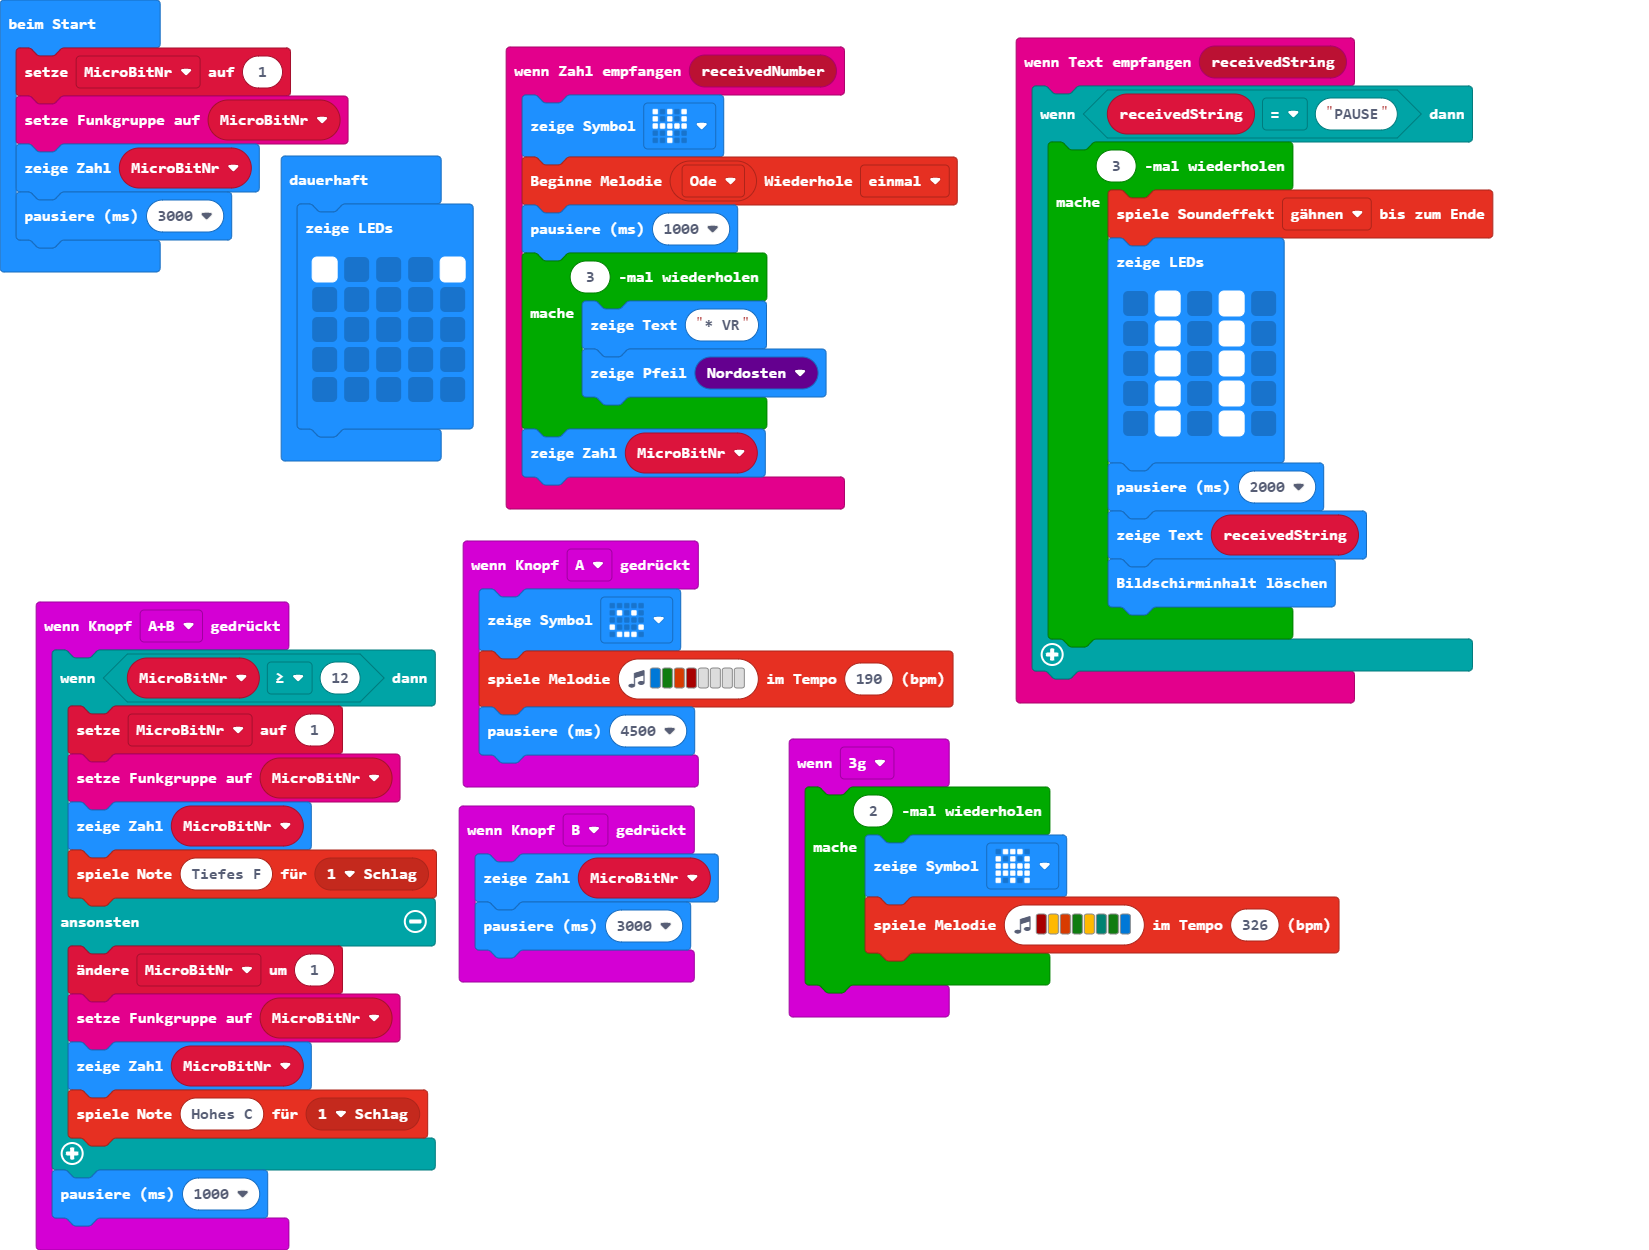 beim Start
setze MicroBitNr auf 1
setze Funkgruppe auf MicroBitNr
zeige Zahl MicroBitNr
pausiere (ms) 3000
dauerhaft
zeige LEDs
wenn Zahl empfangen receivedNumber
zeige Symbol
Beginne Melodie Ode Wiederhole einmal
pausiere (ms) 1000
3 -mal wiederholen
mache
zeige Text "* VR"
zeige Pfeil Nordosten
zeige Zahl MicroBitNr
wenn Text empfangen receivedString
wenn receivedString = "PAUSE" dann
3 -mal wiederholen
mache
spiele Soundeffekt gähnen bis zum Ende
zeige LEDs
pausiere (ms) 2000
zeige Text receivedString
Bildschirminhalt löschen
wenn Knopf A+B gedrückt
wenn MicroBitNr ≥ 12 dann
setze MicroBitNr auf 1
setze Funkgruppe auf MicroBitNr
zeige Zahl MicroBitNr
spiele Note Tiefes F für 1 Schlag
ansonsten
ändere MicroBitNr um 1
setze Funkgruppe auf MicroBitNr
zeige Zahl MicroBitNr
spiele Note Hohes C für 1 Schlag
pausiere (ms) 1000
wenn Knopf A gedrückt
zeige Symbol
spiele Melodie im Tempo 190 (bpm)
pausiere (ms) 4500
wenn Knopf B gedrückt
zeige Zahl MicroBitNr
pausiere (ms) 3000
wenn 3g
2 -mal wiederholen
mache
zeige Symbol
spiele Melodie im Tempo 326 (bpm)